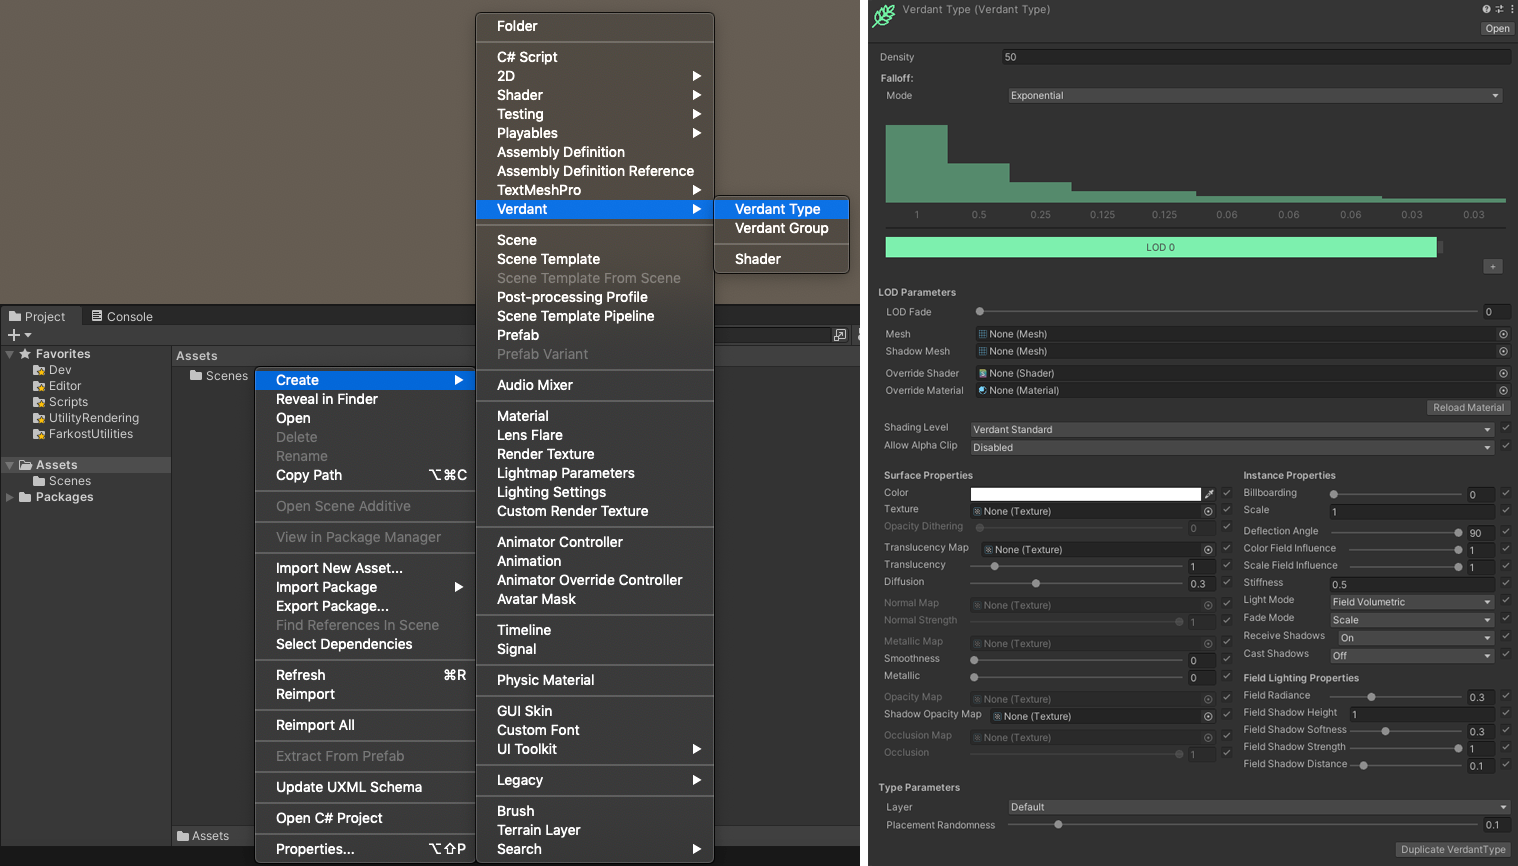 Project
Console
Favorites
Dev
Editor
Scripts
UtilityRendering
FarkostUtilities
Assets
Scenes
Packages
Assets
Scenes
Assets
Create
Reveal in Finder
Open
Delete
Rename
Copy Path ⌥⌘C
Open Scene Additive
View in Package Manager
Import New Asset...
Import Package
Export Package...
Find References In Scene
Select Dependencies
Refresh ⌘R
Reimport
Reimport All
Extract From Prefab
Update UXML Schema
Open C# Project
Properties... ⌥⇧P
Folder
C# Script
2D
Shader
Testing
Playables
Assembly Definition
Assembly Definition Reference
TextMeshPro
Verdant
Scene
Scene Template
Scene Template From Scene
Post-processing Profile
Scene Template Pipeline
Prefab
Prefab Variant
Audio Mixer
Material
Lens Flare
Render Texture
Lightmap Parameters
Lighting Settings
Custom Render Texture
Animator Controller
Animation
Animator Override Controller
Avatar Mask
Timeline
Signal
Physic Material
GUI Skin
Custom Font
UI Toolkit
Legacy
Brush
Terrain Layer
Search
Verdant Type
Verdant Group
Shader
Verdant Type (Verdant Type)
Open
Density 50
Falloff:
Mode Exponential
1 0.5 0.25 0.125 0.125 0.06 0.06 0.06 0.03 0.03
LOD 0
+
LOD Parameters
LOD Fade 0
Mesh None (Mesh)
Shadow Mesh None (Mesh)
Override Shader None (Shader)
Override Material None (Material)
Reload Material
Shading Level Verdant Standard
Allow Alpha Clip Disabled
Surface Properties
Color
Texture None (Texture)
Opacity Dithering 0
Translucency Map None (Texture)
Translucency 1
Diffusion 0.3
Normal Map None (Texture)
Normal Strength 1
Metallic Map None (Texture)
Smoothness 0
Metallic 0
Opacity Map None (Texture)
Shadow Opacity Map None (Texture)
Occlusion Map None (Texture)
Occlusion 1
Instance Properties
Billboarding 0
Scale 1
Deflection Angle 90
Color Field Influence 1
Scale Field Influence 1
Stiffness 0.5
Light Mode Field Volumetric
Fade Mode Scale
Receive Shadows On
Cast Shadows Off
Field Lighting Properties
Field Radiance 0.3
Field Shadow Height 1
Field Shadow Softness 0.3
Field Shadow Strength 1
Field Shadow Distance 0.1
Type Parameters
Layer Default
Placement Randomness 0.1
Duplicate VerdantType